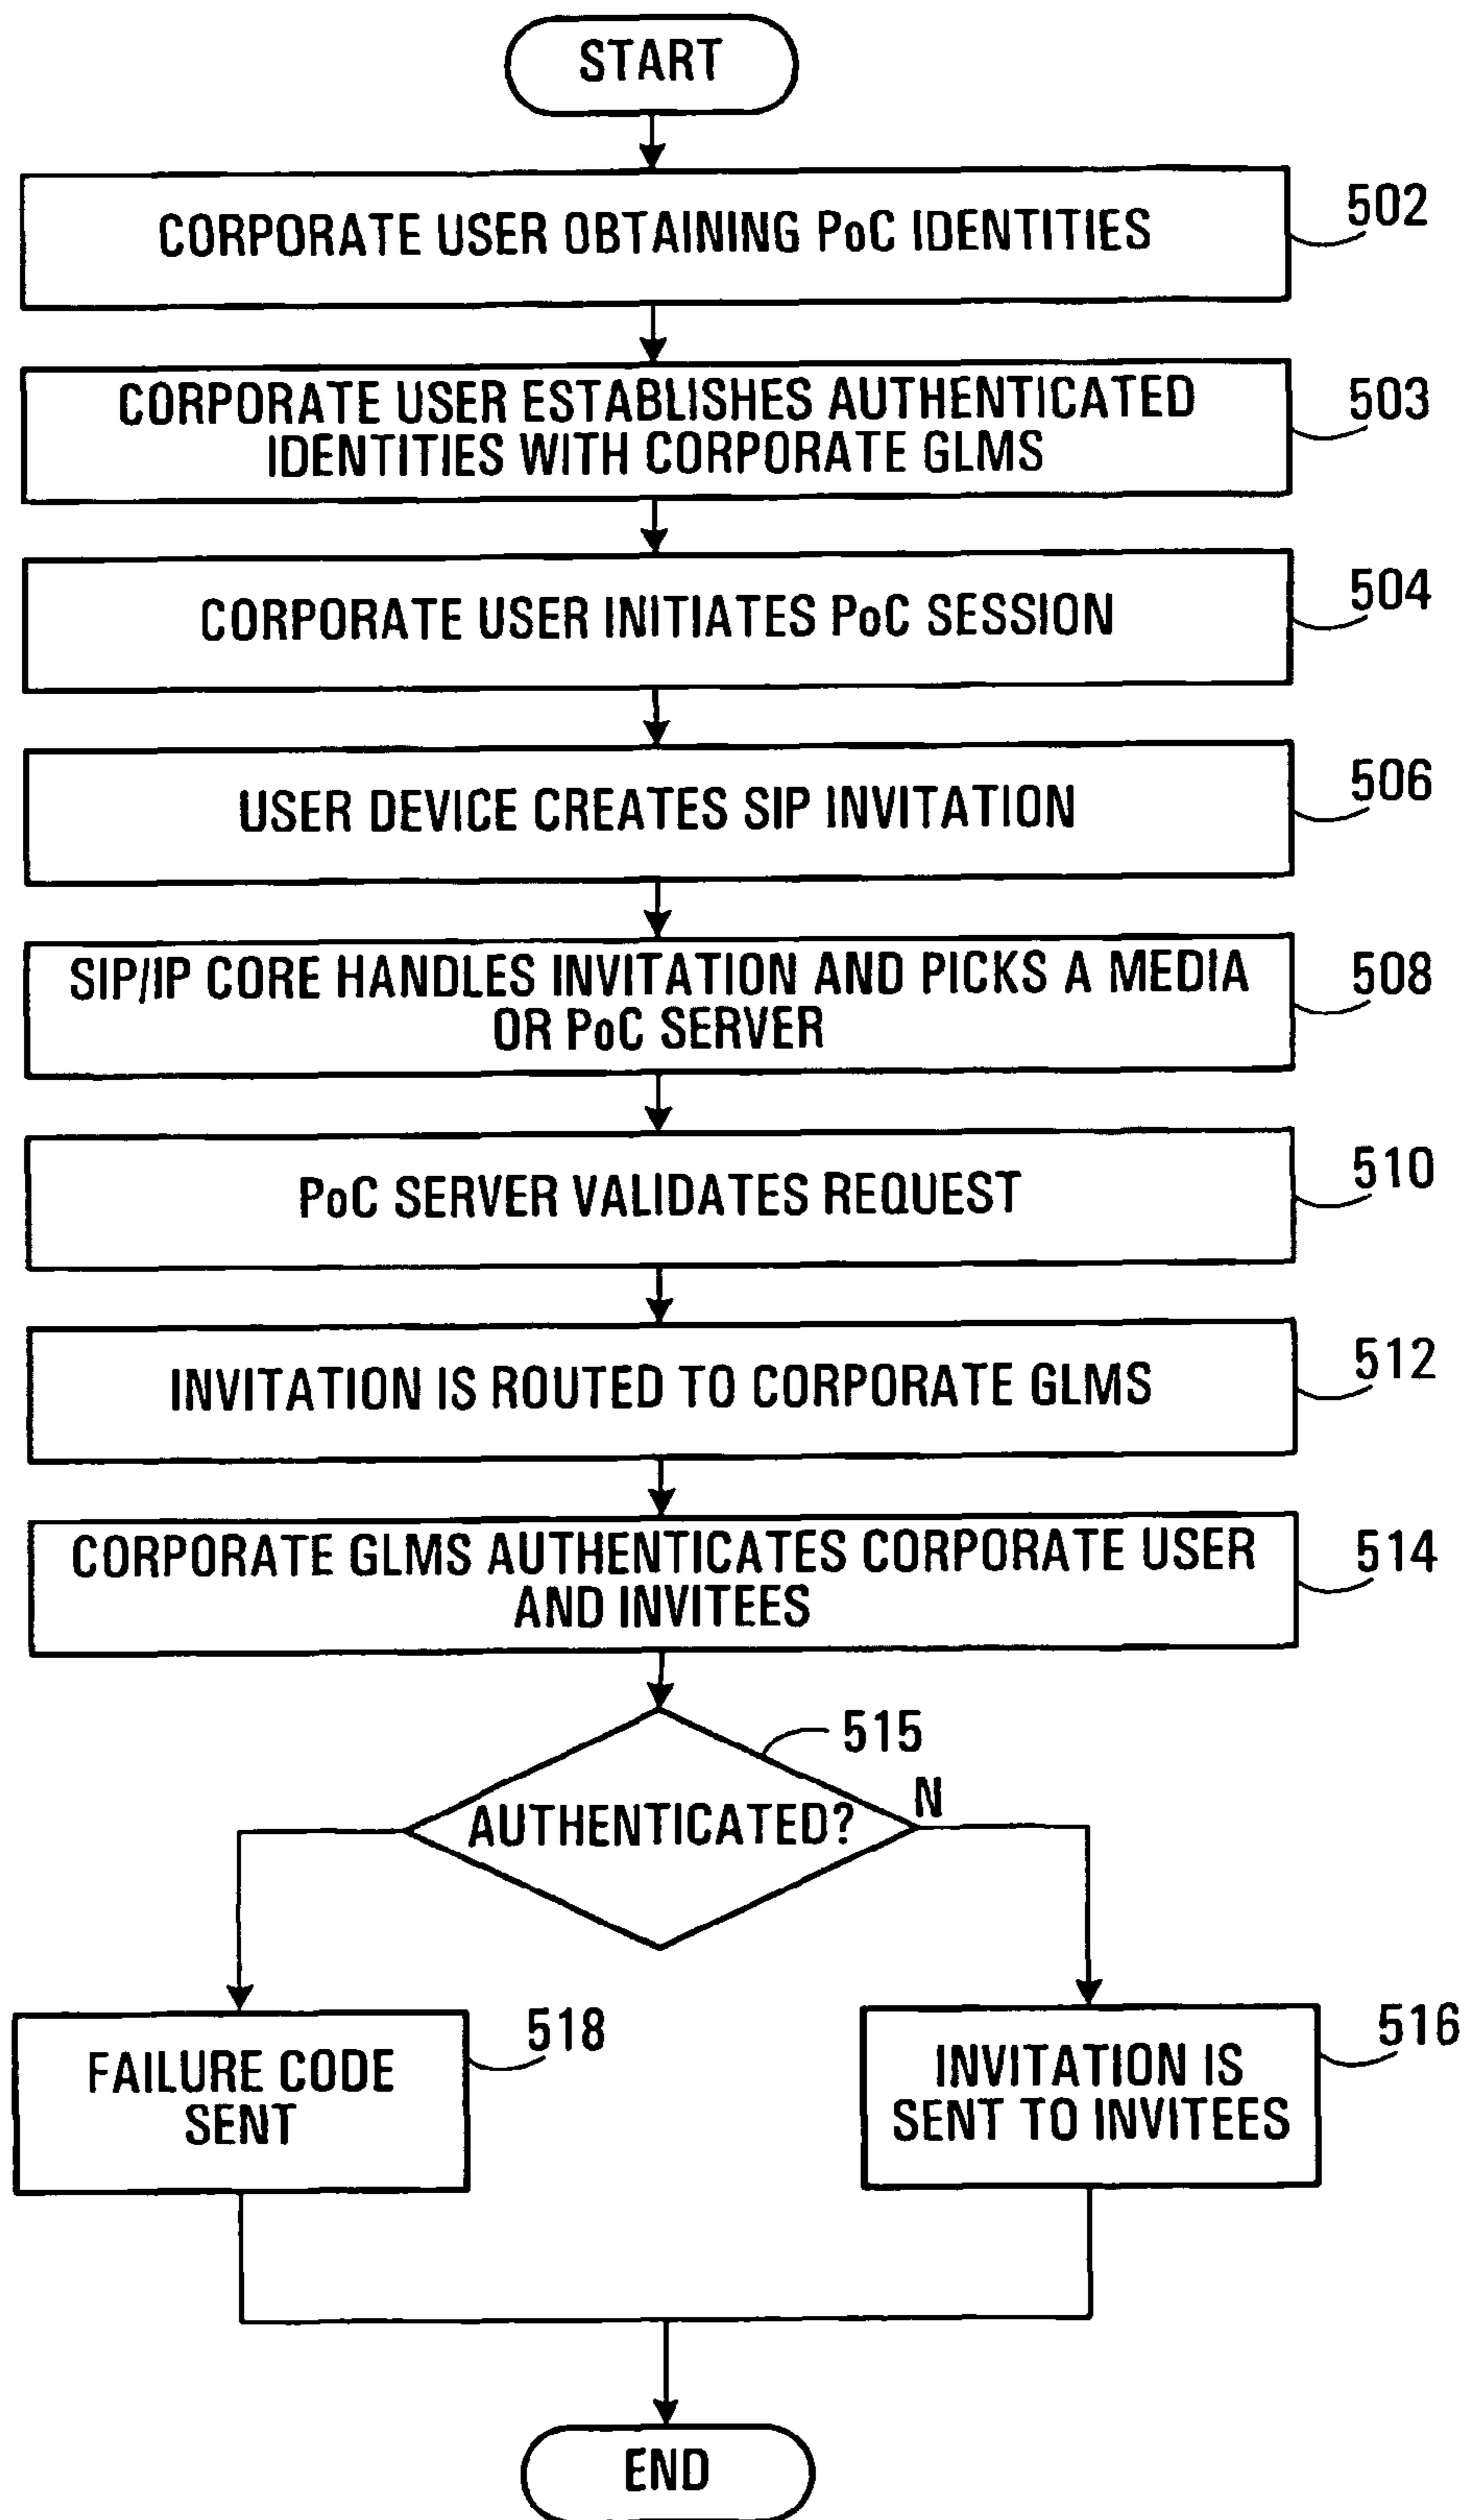 START
CORPORATE USER OBTAINING PoC IDENTITIES
502
CORPORATE USER ESTABLISHES AUTHENTICATED
IDENTITIES WITH CORPORATE GLMS
503
CORPORATE USER INITIATES PoC SESSION
504
USER DEVICE CREATES SIP INVITATION
506
SIP/IP CORE HANDLES INVITATION AND PICKS A MEDIA
OR PoC SERVER
508
PoC SERVER VALIDATES REQUEST
510
INVITATION IS ROUTED TO CORPORATE GLMS
512
CORPORATE GLMS AUTHENTICATES CORPORATE USER
AND INVITEES
514
515
AUTHENTICATED?
N
FAILURE CODE
SENT
518
INVITATION IS
SENT TO INVITEES
516
END